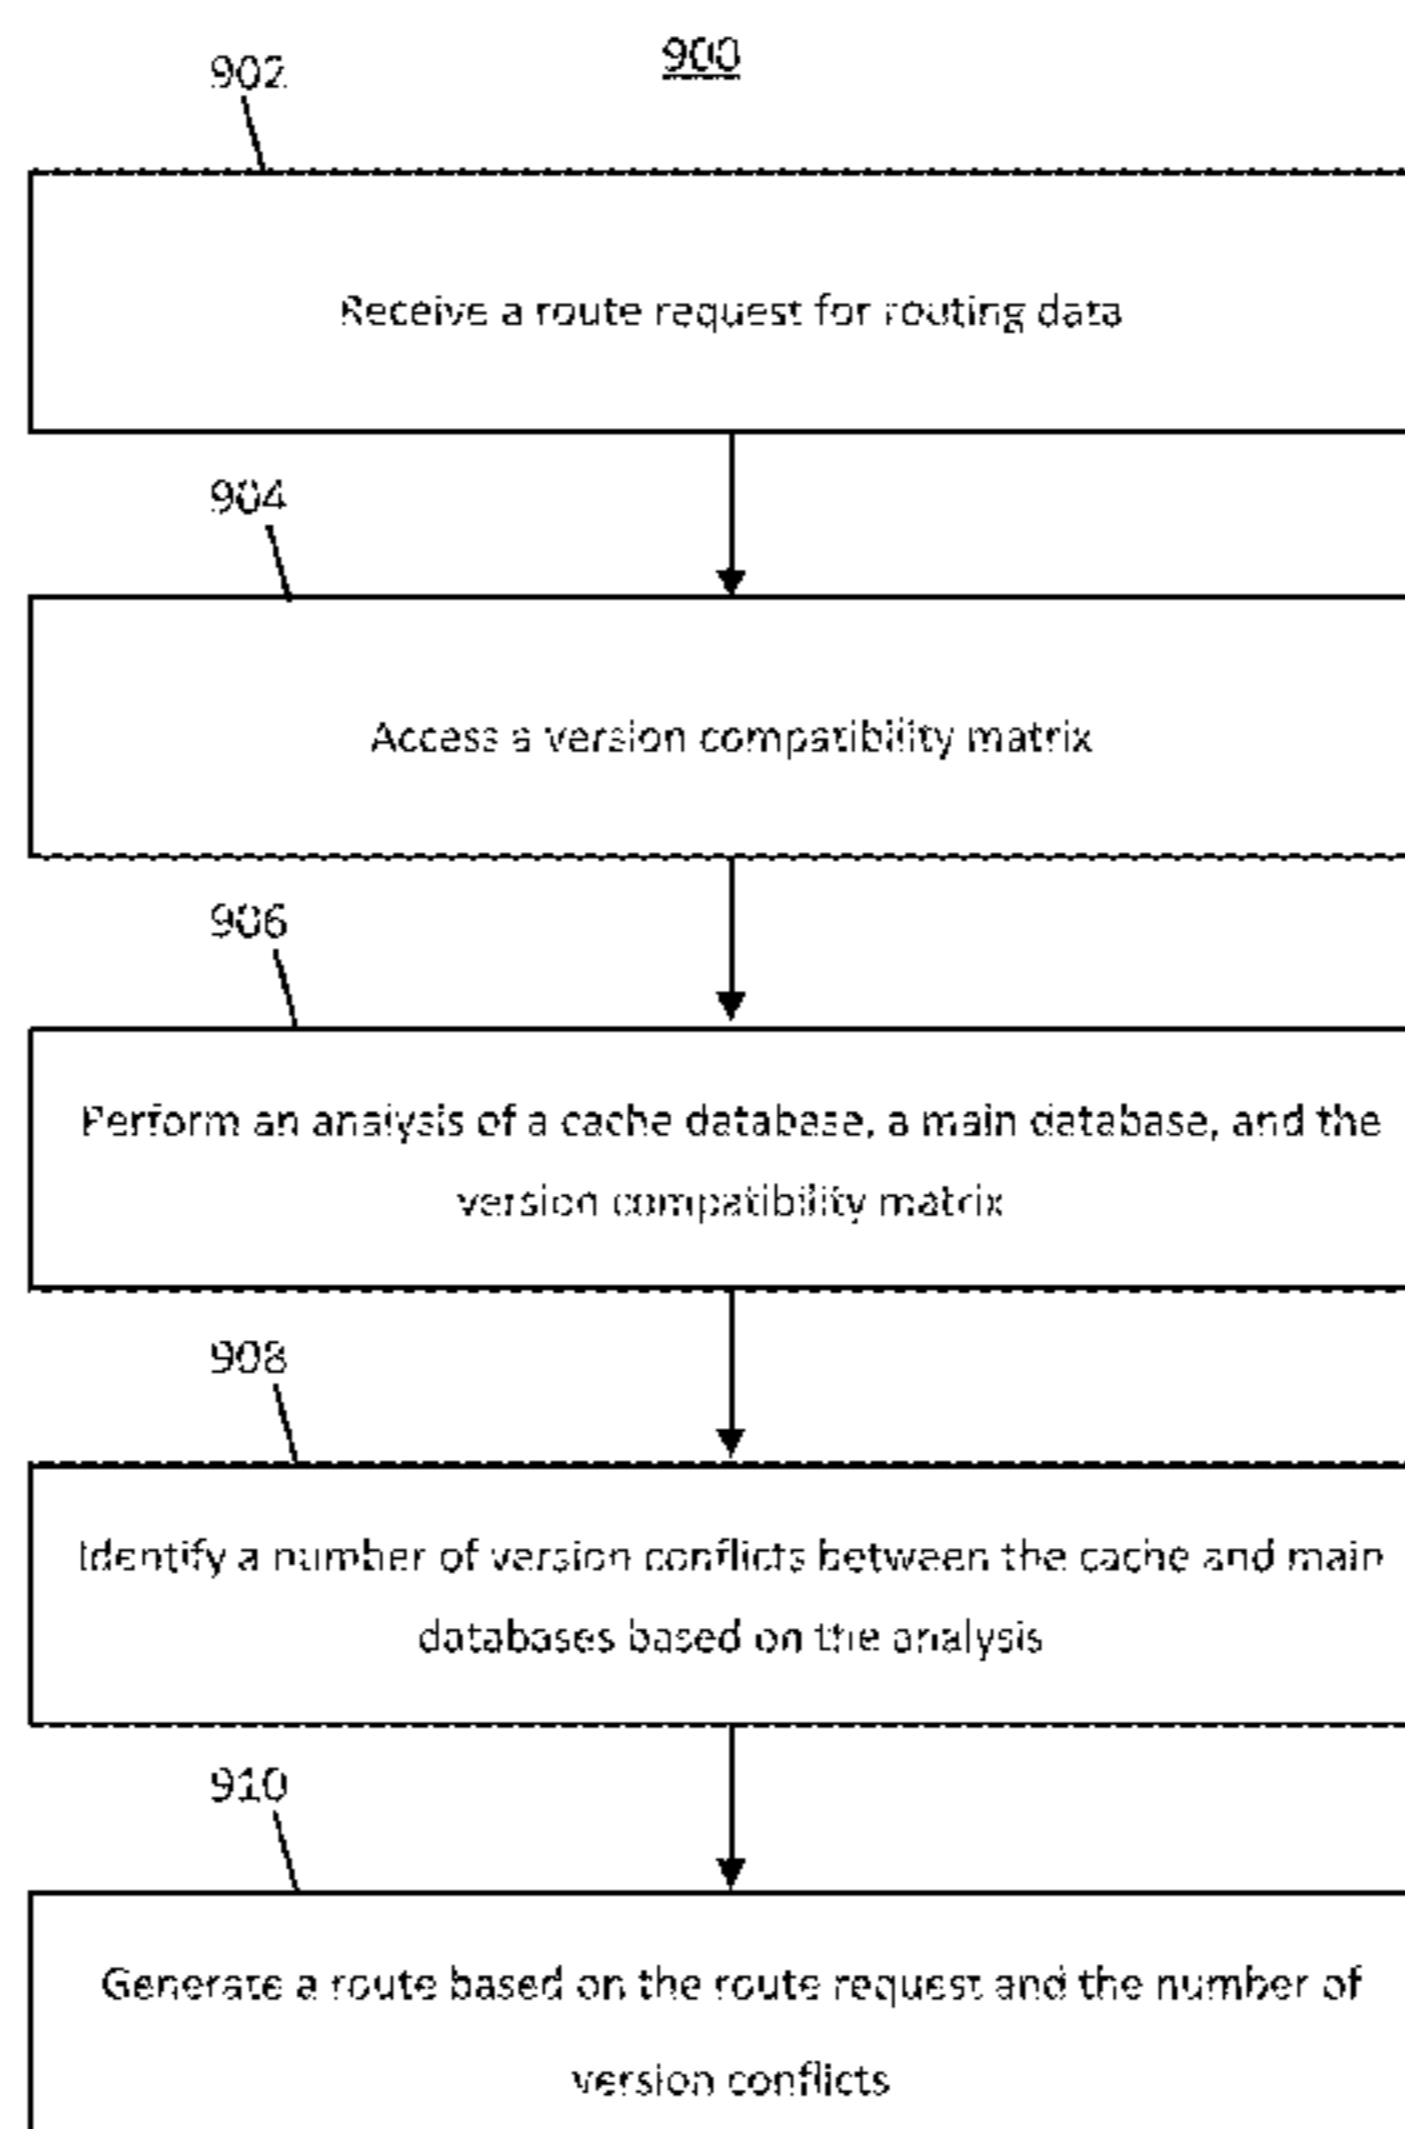 900
902
Receive a route request for routing data
904
Access a version compatibility matrix
906
Perform an analysis of a cache database, a main database, and the
version compatibility matrix
908
Identify a number of version conflicts between the cache and main
databases based on the analysis
910
Generate a route based on the route request and the number of
version conflicts